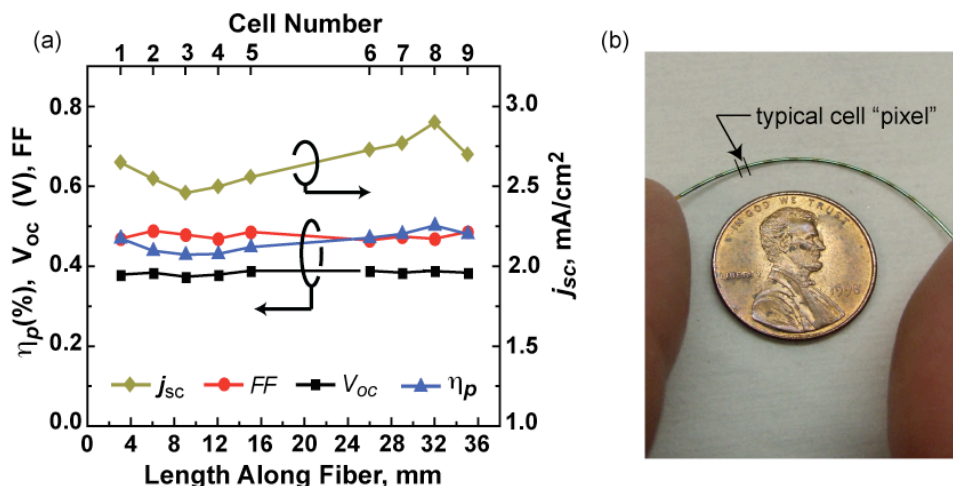 (a)
Cell Number
1 2 3 4 5 6 7 8 9
ηp(%), Voc (V), FF
0.8
0.6
0.4
0.2
0.0
3.0
2.5
2.0
1.5
1.0
jsc, mA/cm²
jsc FF Voc ηp
0 4 8 12 16 20 24 28 32 36
Length Along Fiber, mm
(b)
typical cell “pixel”
IN GOD WE TRUST
LIBERTY